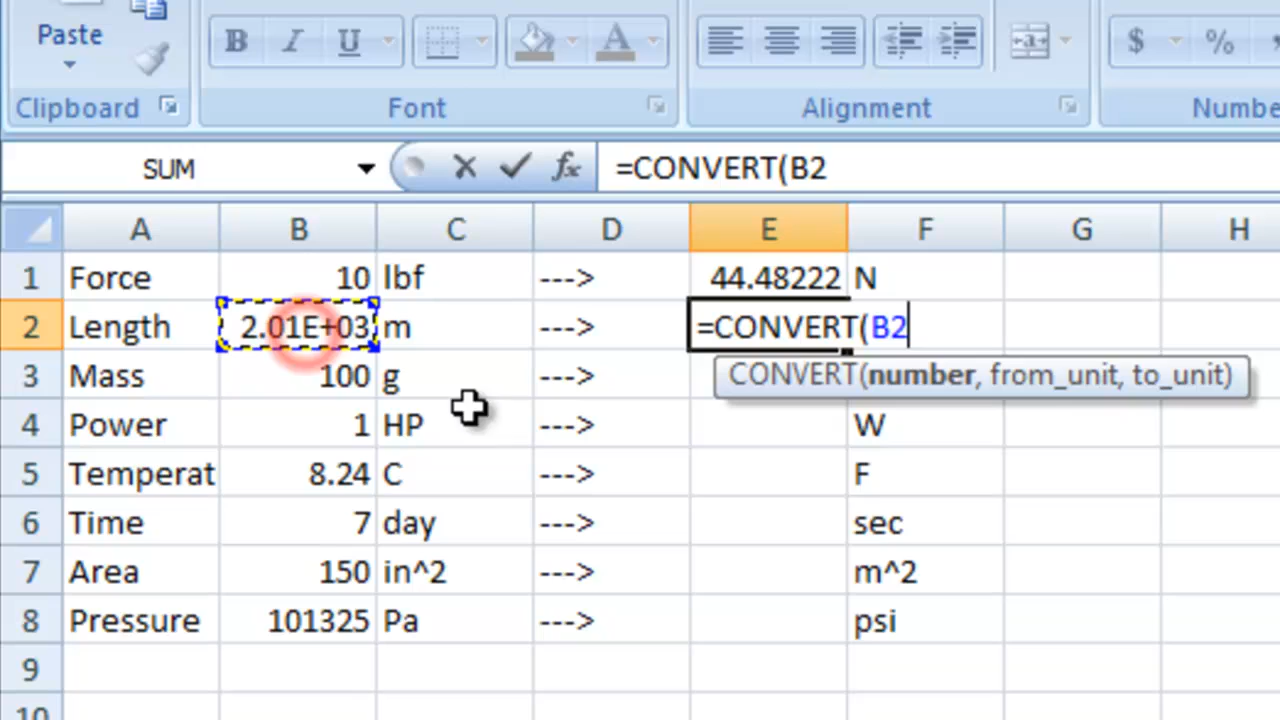 Paste
B I U A $ % 
Clipboard Font Alignment Numbe
SUM fx =CONVERT(B2
A B C D E F G H
1 Force 10 lbf ---> 44.48222 N
2 Length 2.01E+03 m ---> =CONVERT(B2
3 Mass 100 g ---> CONVERT(number, from_unit, to_unit)
4 Power 1 HP ---> W
5 Temperat 8.24 C ---> F
6 Time 7 day ---> sec
7 Area 150 in^2 ---> m^2
8 Pressure 101325 Pa ---> psi
9
10